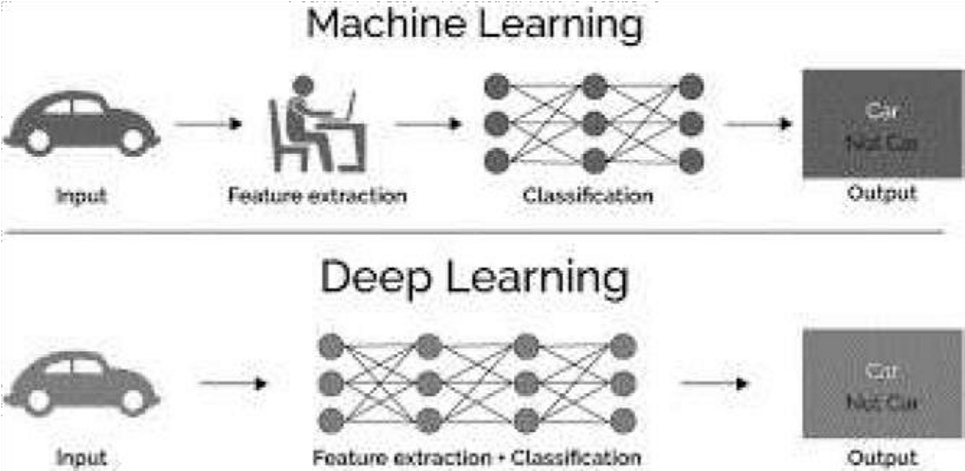 Machine Learning
Car
Not Car
Input
Feature extraction
Classification
Output
Deep Learning
Car
Not Car
Input
Feature extraction + Classification
Output